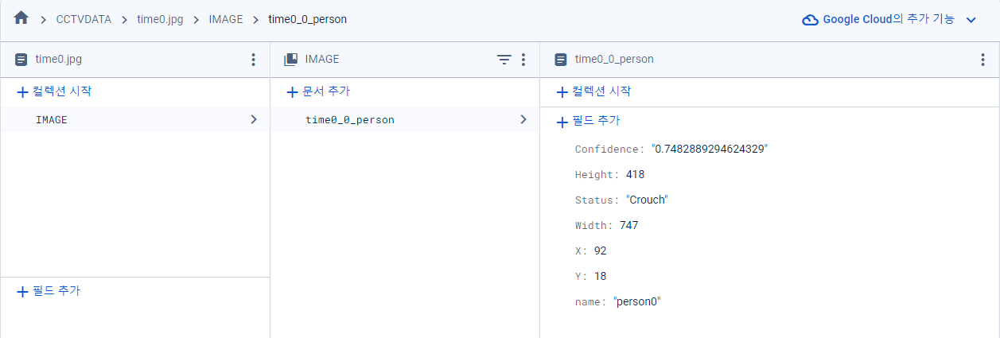 CCTVDATA time0.jpg IMAGE time0_0_person Google Cloud의 추가 기능
time0.jpg IMAGE time0_0_person
컬렉션 시작 문서 추가 컬렉션 시작
IMAGE time0_0_person 필드 추가
Confidence: "0.7482889294624329"
Height: 418
Status: "Crouch"
Width: 747
X: 92
Y: 18
필드 추가 name: "person0"